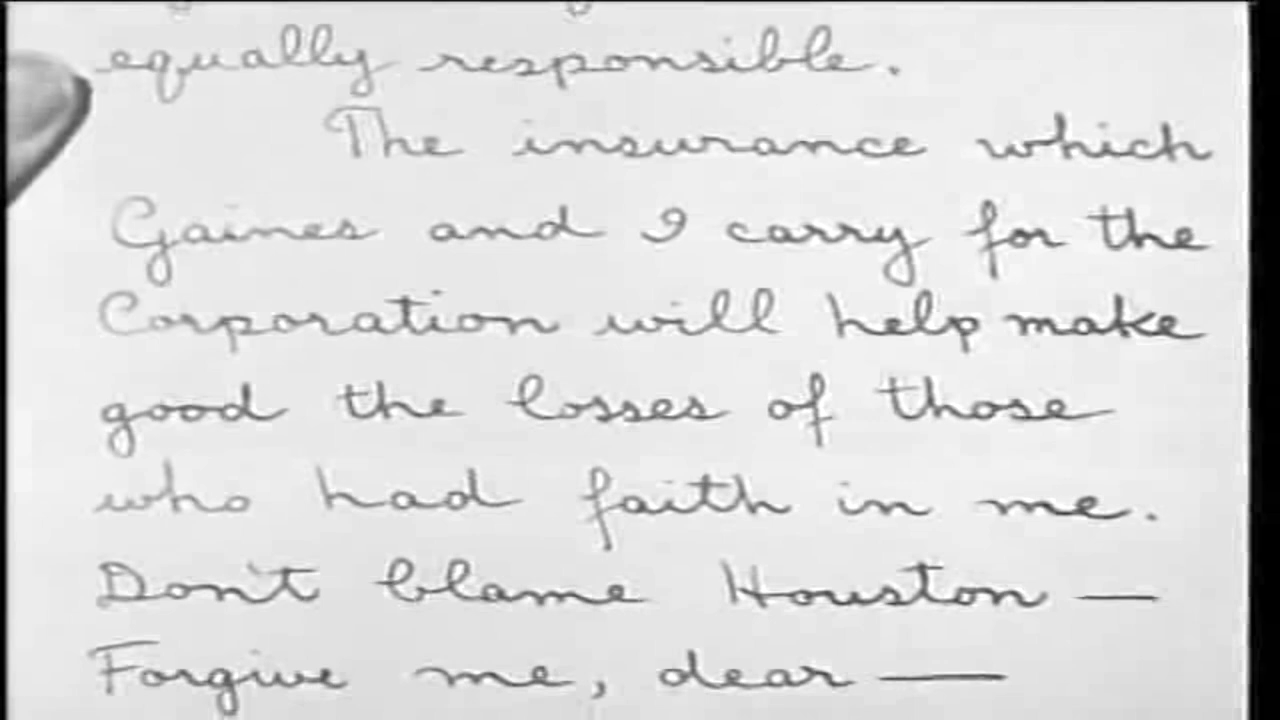 equally responsible.
The insurance which
Gaines and I carry for the
Corporation will help make
good the losses of those
who had faith in me.
Don't blame Houston —
Forgive me, dear —